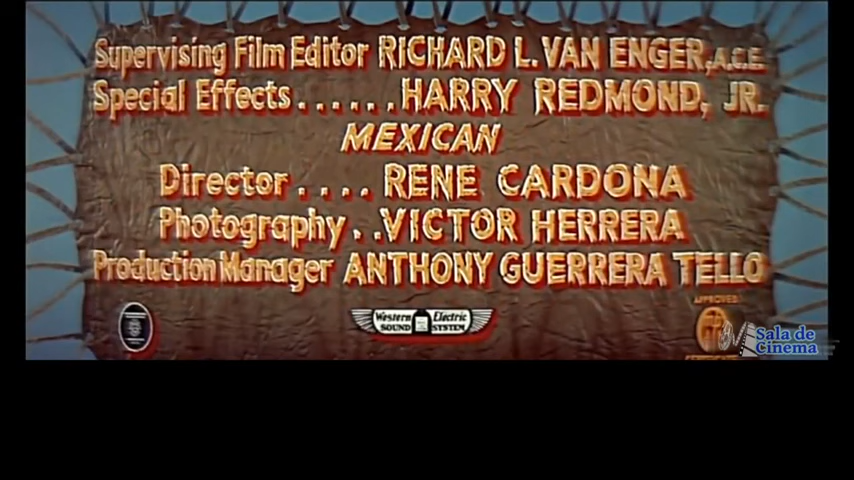 Supervising Film Editor RICHARD L. VAN ENGER, A.C.E.
Special Effects ...... HARRY REDMOND, JR.
MEXICAN
Director .... RENE CARDONA
Photography .. VICTOR HERRERA
Production Manager ANTHONY GUERRERA TELLO
Western Electric
SOUND SYSTEM
APPROVED
Sala de
Cinema